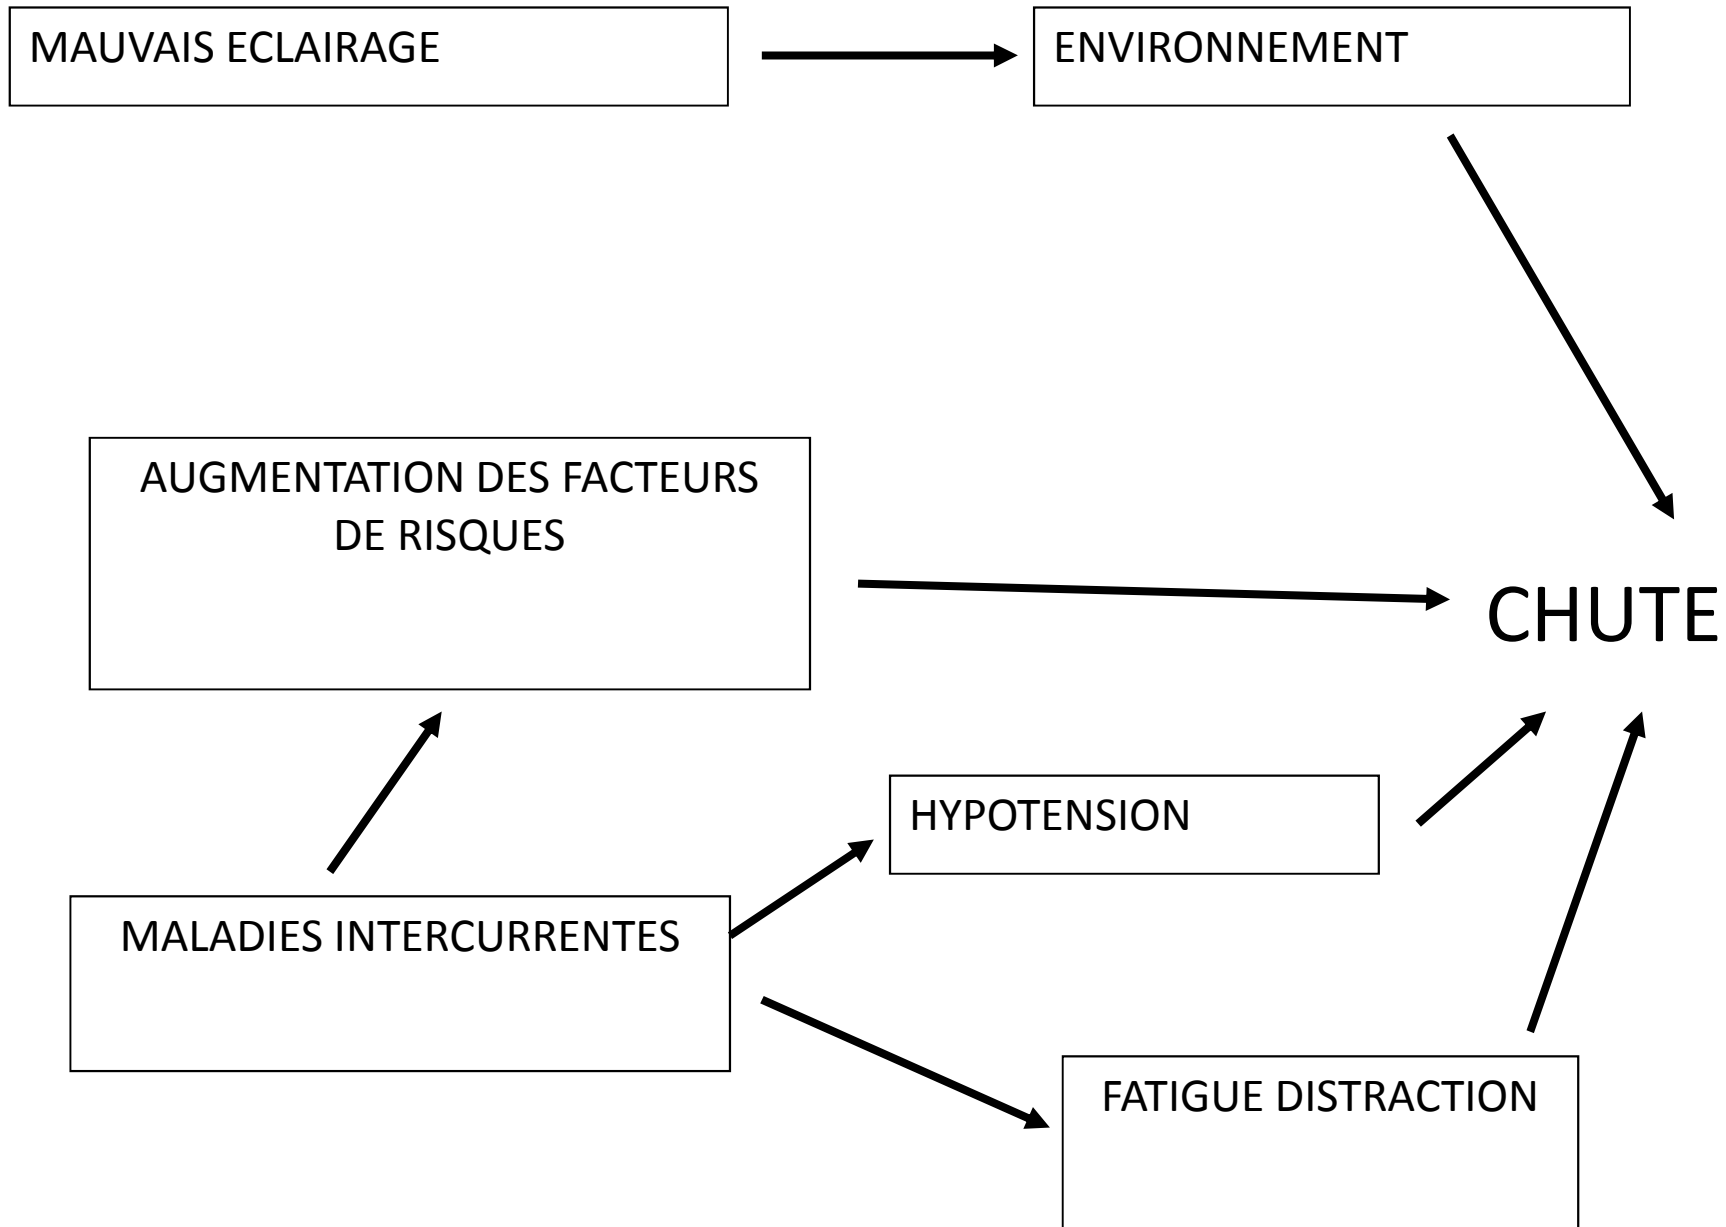 MAUVAIS ECLAIRAGE
ENVIRONNEMENT
AUGMENTATION DES FACTEURS
DE RISQUES
CHUTE
HYPOTENSION
MALADIES INTERCURRENTES
FATIGUE DISTRACTION